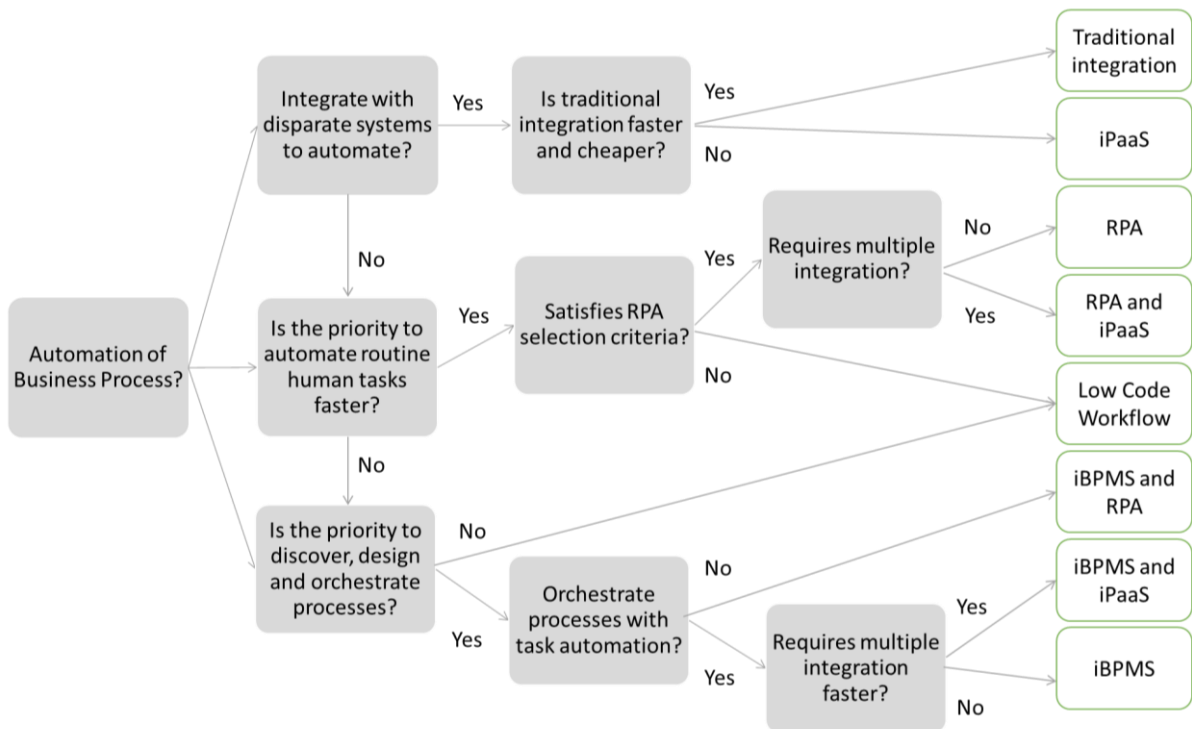 Automation of
Business Process?
Integrate with
disparate systems
to automate?
Yes
No
Is traditional
integration faster
and cheaper?
Yes
No
Traditional
integration
iPaaS
Is the priority to
automate routine
human tasks
faster?
Yes
No
Satisfies RPA
selection criteria?
Yes
No
Requires multiple
integration?
No
Yes
RPA
RPA and
iPaaS
Low Code
Workflow
Is the priority to
discover, design
and orchestrate
processes?
No
Yes
Orchestrate
processes with
task automation?
No
Yes
iBPMS and
RPA
Requires multiple
integration
faster?
Yes
No
iBPMS and
iPaaS
iBPMS